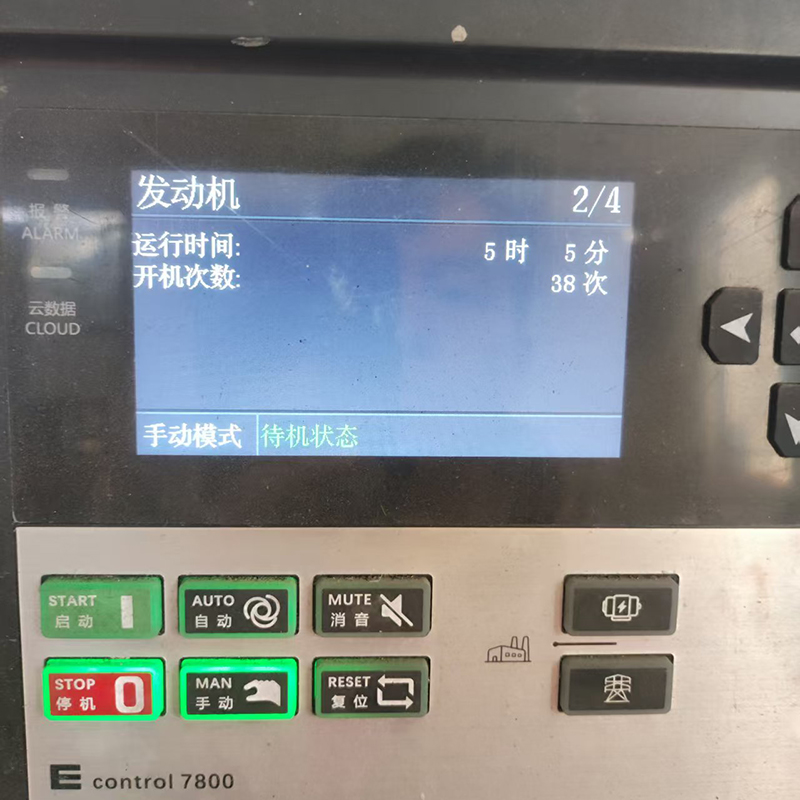 发动机 2/4
运行时间: 5 时 5 分
开机次数: 38 次
手动模式 待机状态
报警
ALARM
云数据
CLOUD
START
启动
AUTO
自动
MUTE
消音
STOP
停机
MAN
手动
RESET
复位
E control 7800